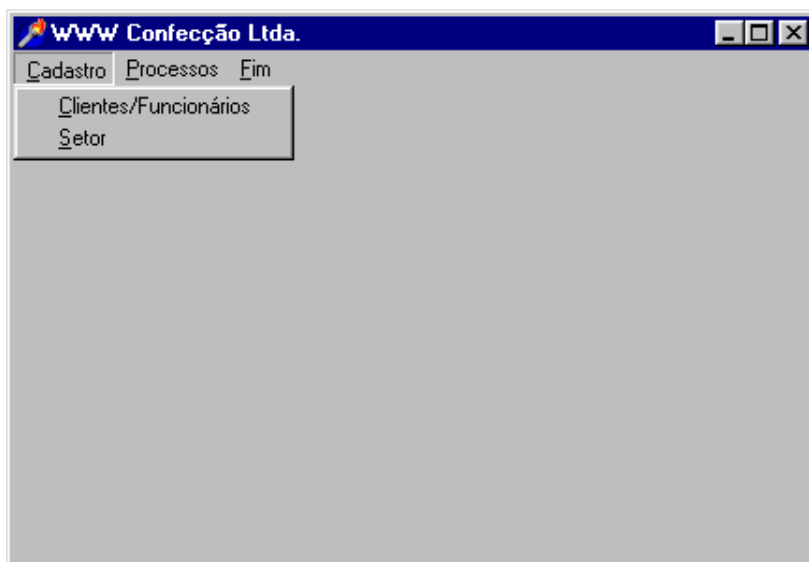 WWW Confecção Ltda.
Cadastro Processos Fim
Clientes/Funcionários
Setor